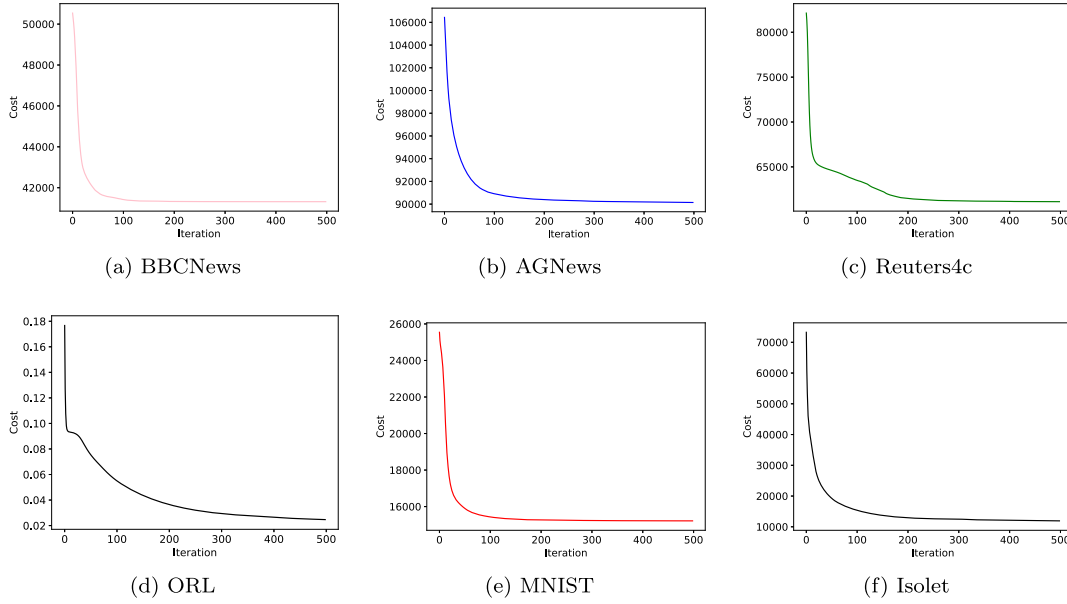 50000
48000
46000
44000
42000
Cost
0 100 200 300 400 500
Iteration
(a) BBCNews
106000
104000
102000
100000
98000
96000
94000
92000
90000
Cost
0 100 200 300 400 500
Iteration
(b) AGNews
80000
75000
70000
65000
Cost
0 100 200 300 400 500
Iteration
(c) Reuters4c
0.18
0.16
0.14
0.12
0.10
0.08
0.06
0.04
0.02
Cost
0 100 200 300 400 500
Iteration
(d) ORL
26000
24000
22000
20000
18000
16000
Cost
0 100 200 300 400 500
Iteration
(e) MNIST
70000
60000
50000
40000
30000
20000
10000
Cost
0 100 200 300 400 500
Iteration
(f) Isolet